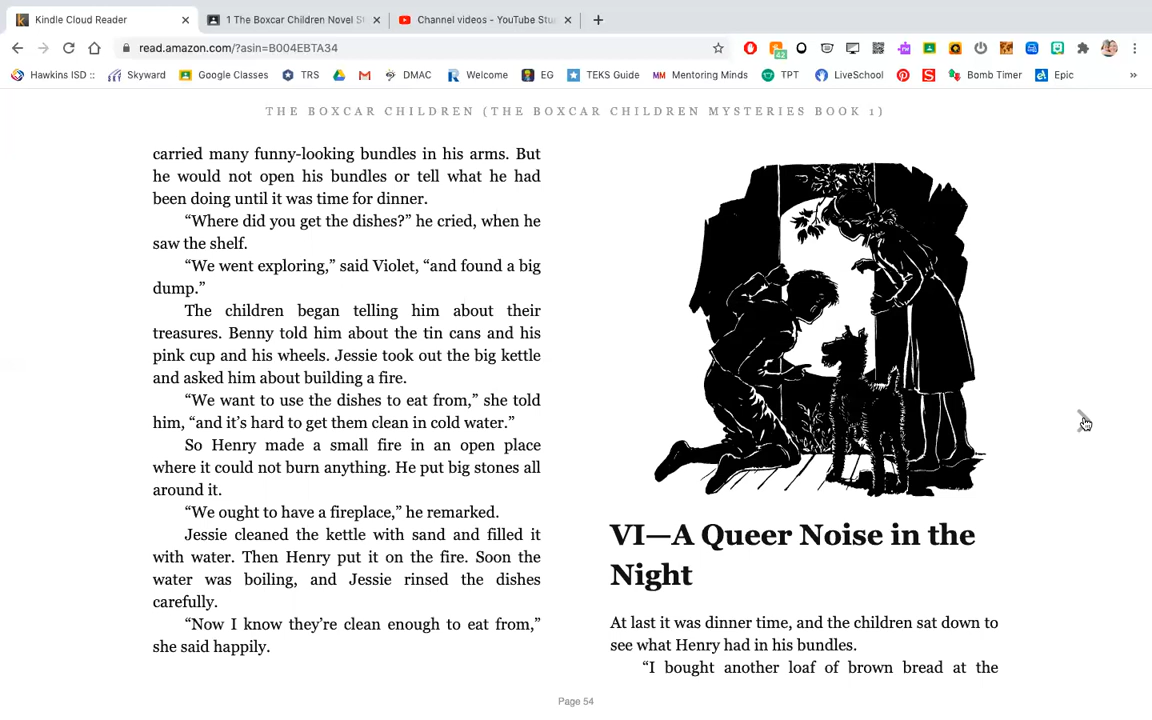 Kindle Cloud Reader
1 The Boxcar Children Novel St
Channel videos - YouTube Stu
read.amazon.com/?asin=B004EBTA34
42
Hawkins ISD ::
Skyward
Google Classes
TRS
DMAC
Welcome
EG
TEKS Guide
MM Mentoring Minds
TPT
LiveSchool
Bomb Timer
Epic
»
THE BOXCAR CHILDREN (THE BOXCAR CHILDREN MYSTERIES BOOK 1)
carried many funny-looking bundles in his arms. But
he would not open his bundles or tell what he had
been doing until it was time for dinner.
“Where did you get the dishes?” he cried, when he
saw the shelf.
“We went exploring,” said Violet, “and found a big
dump.”
The children began telling him about their
treasures. Benny told him about the tin cans and his
pink cup and his wheels. Jessie took out the big kettle
and asked him about building a fire.
“We want to use the dishes to eat from,” she told
him, “and it’s hard to get them clean in cold water.”
So Henry made a small fire in an open place
where it could not burn anything. He put big stones all
around it.
“We ought to have a fireplace,” he remarked.
Jessie cleaned the kettle with sand and filled it
with water. Then Henry put it on the fire. Soon the
water was boiling, and Jessie rinsed the dishes
carefully.
“Now I know they’re clean enough to eat from,”
she said happily.
VI—A Queer Noise in the
Night
At last it was dinner time, and the children sat down to
see what Henry had in his bundles.
“I bought another loaf of brown bread at the
Page 54